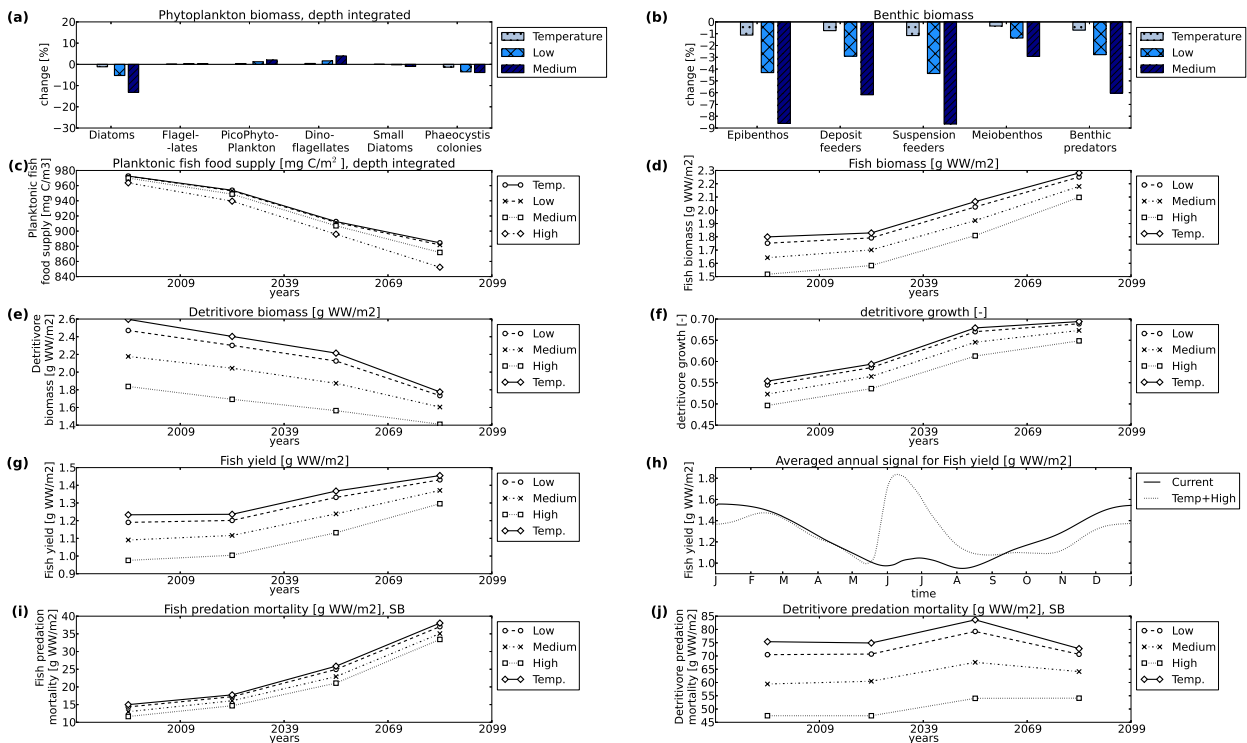 (a)
Phytoplankton biomass, depth integrated
change [%]
20
10
0
−10
−20
−30
Diatoms
Flagel-
-lates
PicoPhyto-
Plankton
Dino-
flagellates
Small
Diatoms
Phaeocystis
colonies
Temperature
Low
Medium
(b)
Benthic biomass
change [%]
0
−1
−2
−3
−4
−5
−6
−7
−8
−9
Epibenthos
Deposit
feeders
Suspension
feeders
Meiobenthos
Benthic
predators
Temperature
Low
Medium
(c)
Planktonic fish food supply [mg C/m² ], depth integrated
Planktonic fish
food supply [mg C/m3]
980
960
940
920
900
880
860
840
2009
2039
2069
2099
years
Temp.
Low
Medium
High
(d)
Fish biomass [g WW/m2]
Fish biomass [g WW/m2]
2.3
2.2
2.1
2.0
1.9
1.8
1.7
1.6
1.5
2009
2039
2069
2099
years
Low
Medium
High
Temp.
(e)
Detritivore biomass [g WW/m2]
Detritivore
biomass [g WW/m2]
2.6
2.4
2.2
2.0
1.8
1.6
1.4
2009
2039
2069
2099
years
Low
Medium
High
Temp.
(f)
detritivore growth [-]
detritivore growth [-]
0.70
0.65
0.60
0.55
0.50
0.45
2009
2039
2069
2099
years
Low
Medium
High
Temp.
(g)
Fish yield [g WW/m2]
Fish yield [g WW/m2]
1.5
1.4
1.3
1.2
1.1
1.0
0.9
2009
2039
2069
2099
years
Low
Medium
High
Temp.
(h)
Averaged annual signal for Fish yield [g WW/m2]
Fish yield [g WW/m2]
1.8
1.6
1.4
1.2
1.0
J F M A M J J A S O N D J
time
Current
Temp+High
(i)
Fish predation mortality [g WW/m2], SB
Fish predation
mortality [g WW/m2]
40
35
30
25
20
15
10
2009
2039
2069
2099
years
Low
Medium
High
Temp.
(j)
Detritivore predation mortality [g WW/m2], SB
Detritivore predation
mortality [g WW/m2]
85
80
75
70
65
60
55
50
45
2009
2039
2069
2099
years
Low
Medium
High
Temp.